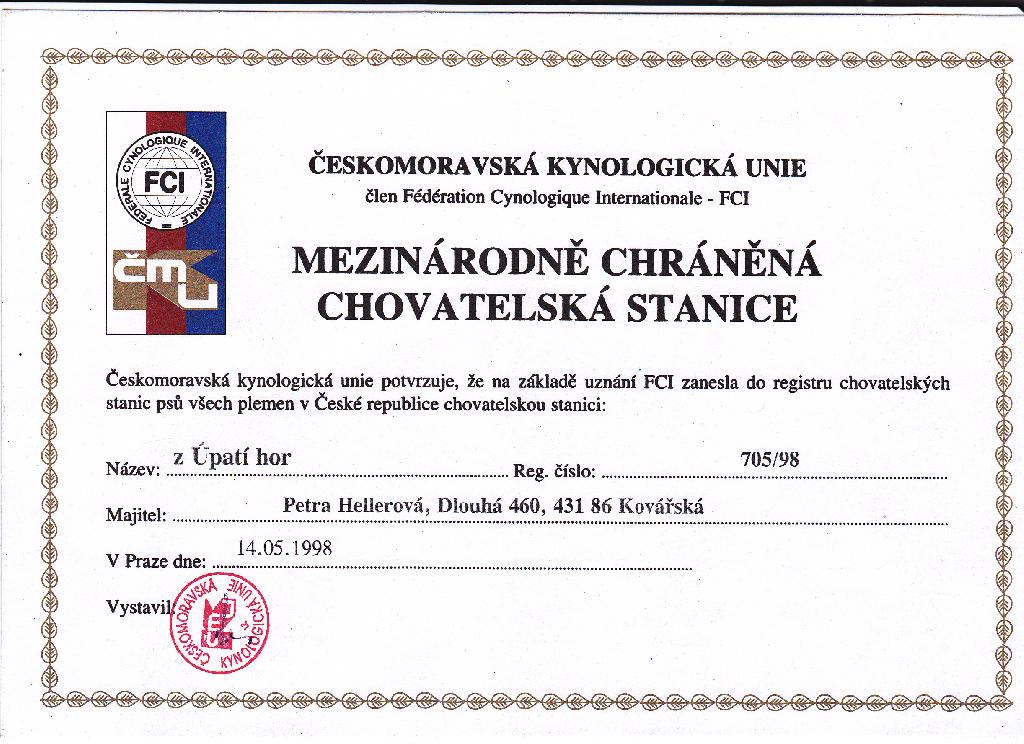 FÉDERALE CYNOLOGIQUE INTERNATIONALE
FCI
čmu
ČESKOMORAVSKÁ KYNOLOGICKÁ UNIE
člen Fédération Cynologique Internationale - FCI
MEZINÁRODNĚ CHRÁNĚNÁ
CHOVATELSKÁ STANICE
Českomoravská kynologická unie potvrzuje, že na základě uznání FCI zanesla do registru chovatelských
stanic psů všech plemen v České republice chovatelskou stanici:
Název: z Úpatí hor Reg. číslo: 705/98
Majitel: Petra Hellerová, Dlouhá 460, 431 86 Kovářská
V Praze dne: 14.05.1998
Vystavil:
ČESKOMORAVSKÁ KYNOLOGICKÁ UNIE